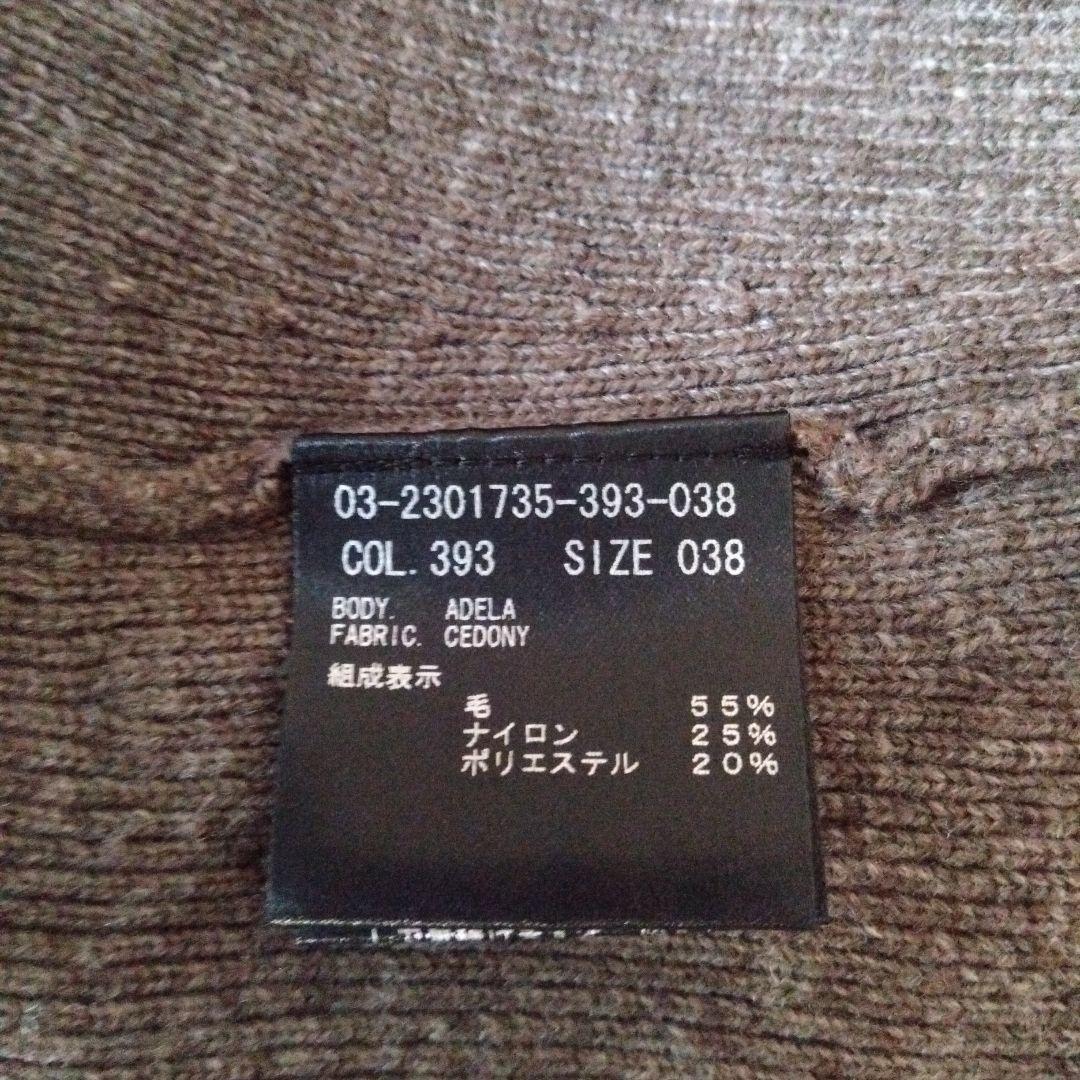 03-2301735-393-038
COL. 393 SIZE 038
BODY. ADELA
FABRIC. CEDONY
組成表示
毛 55%
ナイロン 25%
ポリエステル 20%